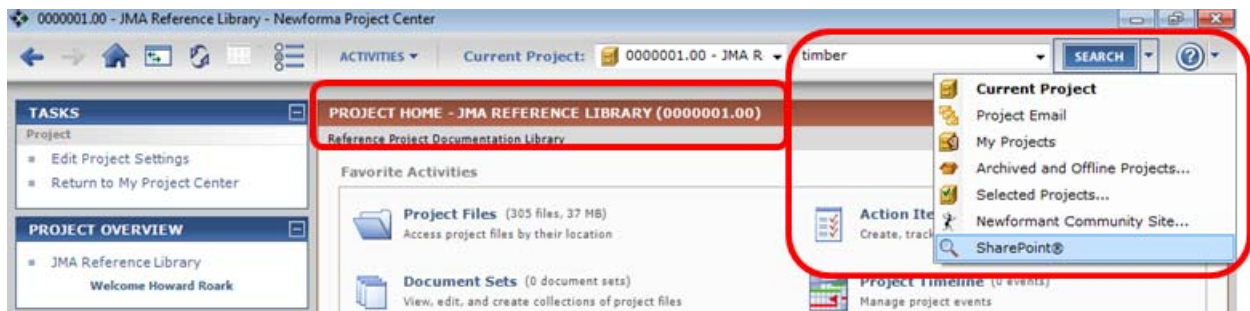 0000001.00 - JMA Reference Library - Newforma Project Center
ACTIVITIES Current Project: 0000001.00 - JMA R timber SEARCH
TASKS
Project
Edit Project Settings
Return to My Project Center
PROJECT OVERVIEW
JMA Reference Library
Welcome Howard Roark
PROJECT HOME - JMA REFERENCE LIBRARY (0000001.00)
Reference Project Documentation Library
Favorite Activities
Project Files (305 files, 37 MB)
Access project files by their location
Document Sets (0 document sets)
View, edit, and create collections of project files
Action Ite
Create, track
Project Timeline (0 events)
Manage project events
Current Project
Project Email
My Projects
Archived and Offline Projects...
Selected Projects...
Newformant Community Site...
SharePoint®